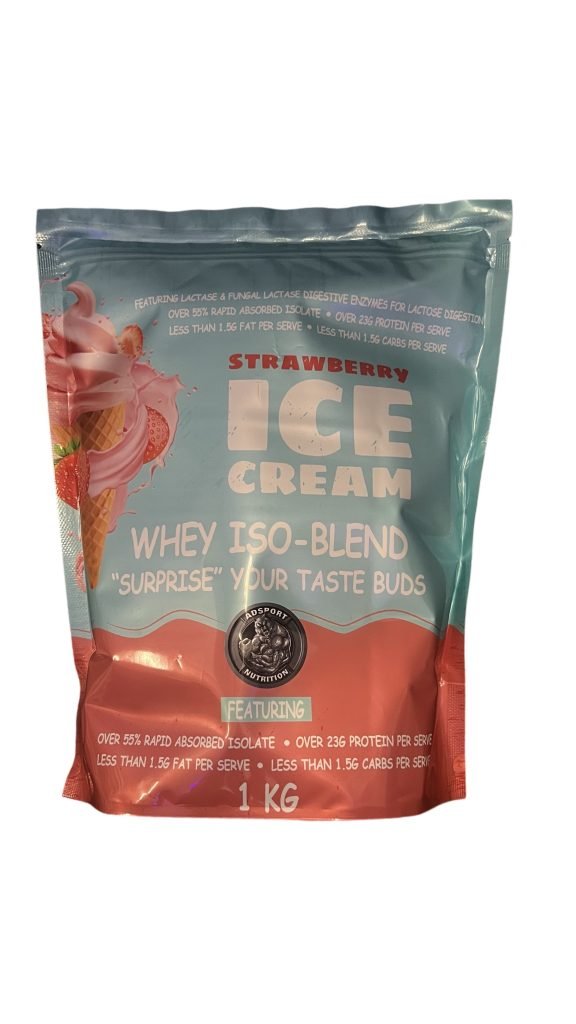 FEATURING LACTASE & FUNGAL LACTASE DIGESTIVE ENZYMES FOR LACTOSE DIGESTION
OVER 55% RAPID ABSORBED ISOLATE • OVER 23G PROTEIN PER SERVE
LESS THAN 1.5G FAT PER SERVE • LESS THAN 1.5G CARBS PER SERVE
STRAWBERRY
ICE
CREAM
WHEY ISO-BLEND
"SURPRISE" YOUR TASTE BUDS
ADSPORT
NUTRITION
FEATURING
OVER 55% RAPID ABSORBED ISOLATE • OVER 23G PROTEIN PER SERVE
LESS THAN 1.5G FAT PER SERVE • LESS THAN 1.5G CARBS PER SERVE
1 KG